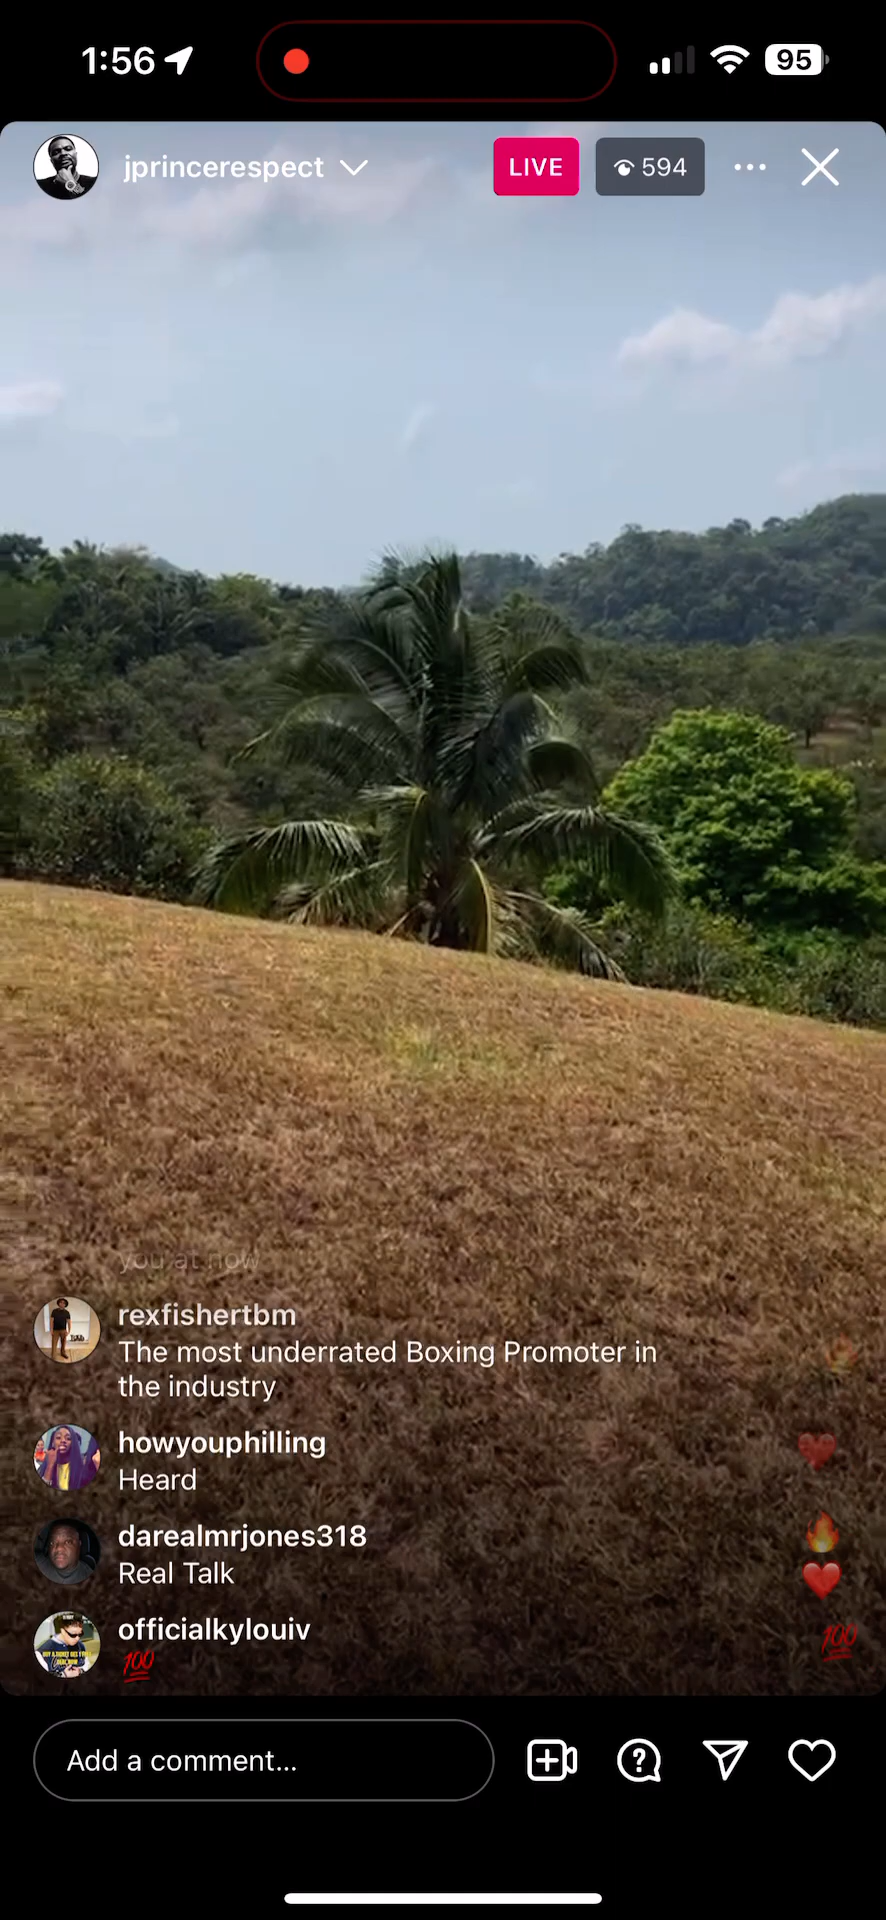 1:56
95
jprincerespect
LIVE
594
you at now
rexfishertbm
The most underrated Boxing Promoter in
the industry
howyouphilling
Heard
darealmrjones318
Real Talk
officialkylouiv
💯
Add a comment...